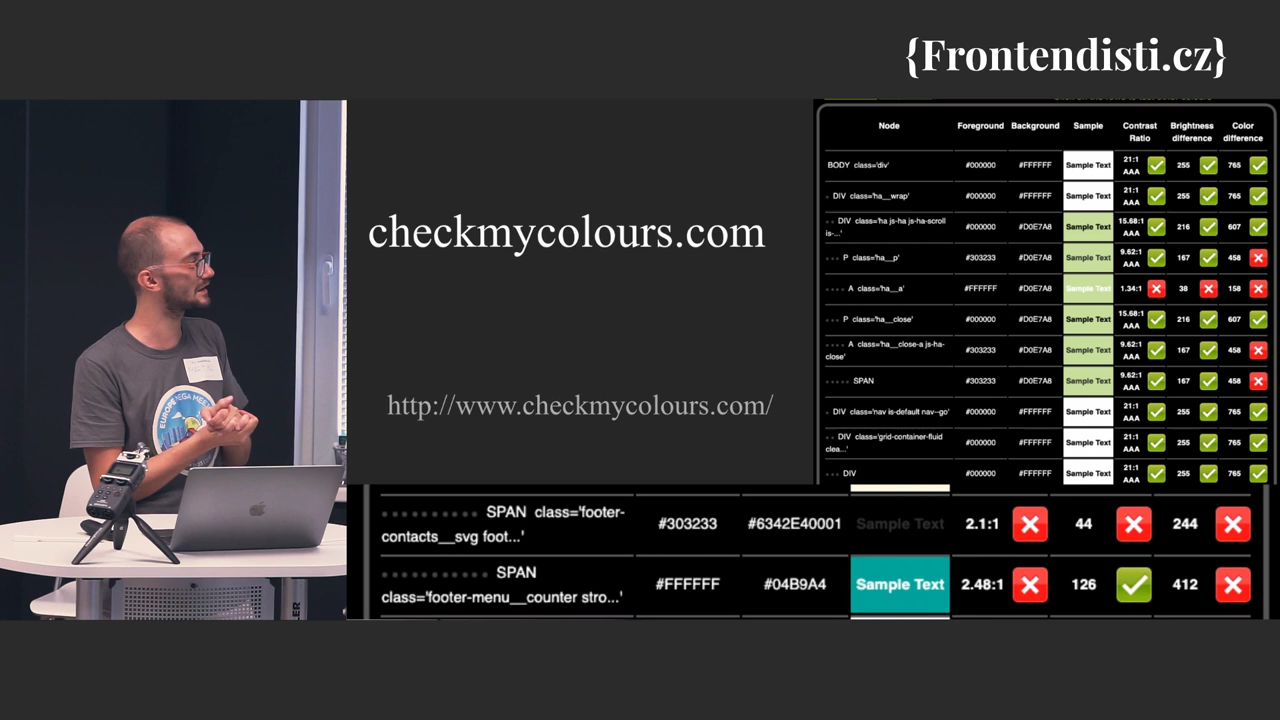 {Frontendisti.cz}
checkmycolours.com
http://www.checkmycolours.com/
Node Foreground Background Sample Contrast Ratio Brightness difference Color difference
BODY class='div' #000000 #FFFFFF Sample Text 21:1 AAA 255 765
DIV class='ha__wrap' #000000 #FFFFFF Sample Text 21:1 AAA 255 765
DIV class='ha js-ha js-ha-scroll is-...' #000000 #D0E7A8 Sample Text 15.68:1 AAA 216 607
P class='ha__p' #303233 #D0E7A8 Sample Text 9.62:1 AAA 167 458
A class='ha__a' #FFFFFF #D0E7A8 Sample Text 1.34:1 38 158
P class='ha__close' #000000 #D0E7A8 Sample Text 15.68:1 AAA 216 607
A class='ha__close-a js-ha-close' #303233 #D0E7A8 Sample Text 9.62:1 AAA 167 458
SPAN #303233 #D0E7A8 Sample Text 9.62:1 AAA 167 458
DIV class='nav is-default nav--go' #000000 #FFFFFF Sample Text 21:1 AAA 255 765
DIV class='grid-container-fluid clea...' #000000 #FFFFFF Sample Text 21:1 AAA 255 765
DIV #000000 #FFFFFF Sample Text 21:1 AAA 255 765
SPAN class='footer-contacts__svg foot...' #303233 #6342E40001 Sample Text 2.1:1 44 244
SPAN class='footer-menu__counter stro...' #FFFFFF #04B9A4 Sample Text 2.48:1 126 412
EUROPE MEGA MEE